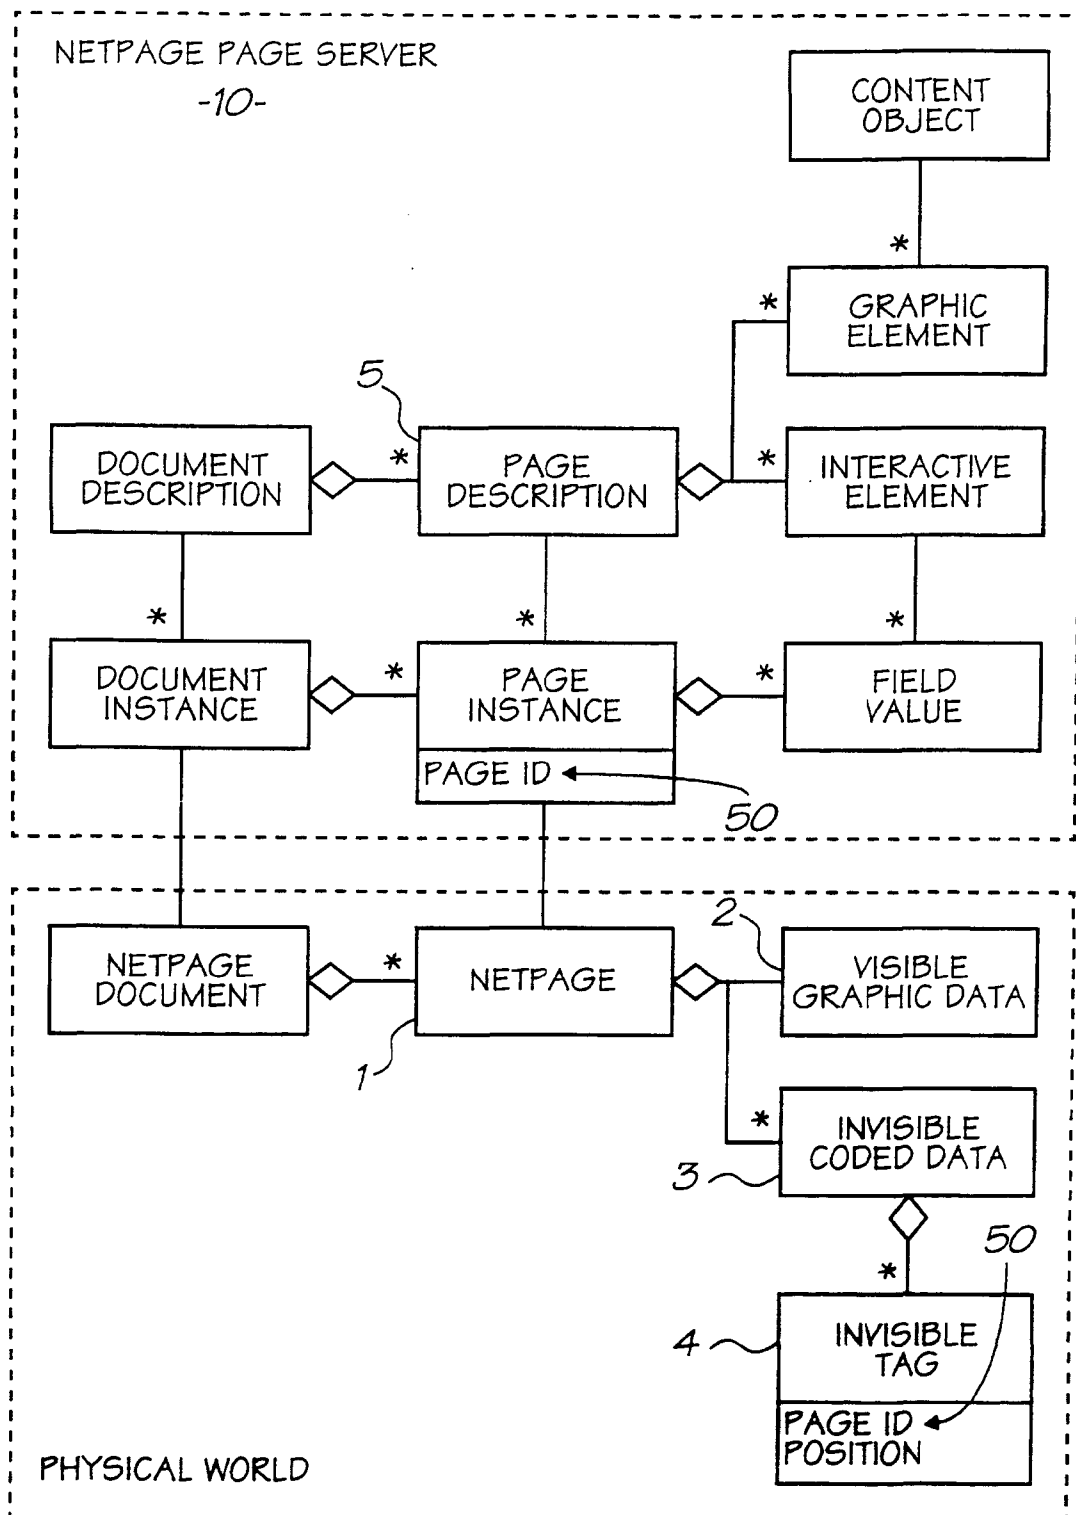 NETPAGE PAGE SERVER
-10-
CONTENT
OBJECT
*
*
GRAPHIC
ELEMENT
5
DOCUMENT
DESCRIPTION
*
PAGE
DESCRIPTION
*
INTERACTIVE
ELEMENT
*
*
*
DOCUMENT
INSTANCE
*
PAGE
INSTANCE
*
FIELD
VALUE
PAGE ID
50
2
NETPAGE
DOCUMENT
*
NETPAGE
VISIBLE
GRAPHIC DATA
1
*
INVISIBLE
CODED DATA
3
50
*
4
INVISIBLE
TAG
PAGE ID
POSITION
PHYSICAL WORLD